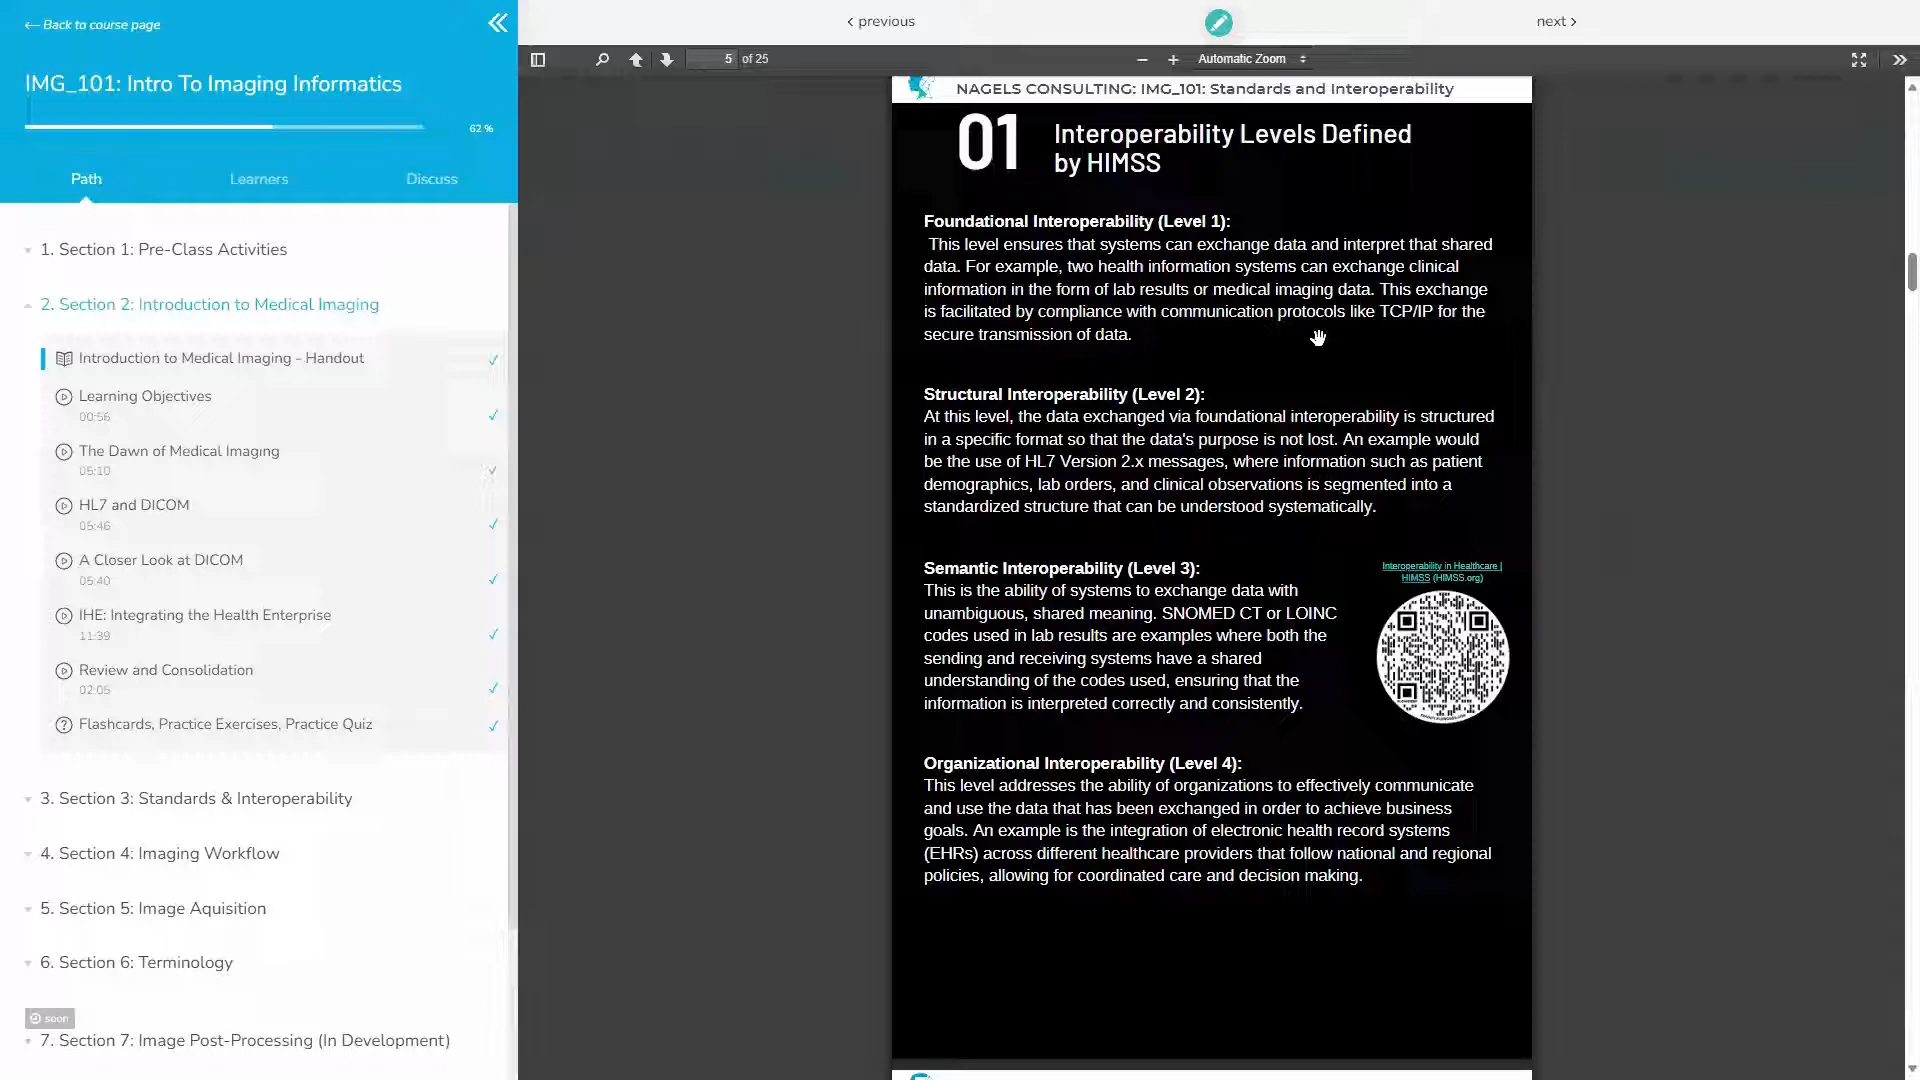 Back to course page
IMG_101: Intro To Imaging Informatics
62 %
Path
Learners
Discuss
1. Section 1: Pre-Class Activities
2. Section 2: Introduction to Medical Imaging
Introduction to Medical Imaging - Handout
Learning Objectives
00:56
The Dawn of Medical Imaging
05:10
HL7 and DICOM
05:46
A Closer Look at DICOM
05:40
IHE: Integrating the Health Enterprise
11:39
Review and Consolidation
02:05
Flashcards, Practice Exercises, Practice Quiz
3. Section 3: Standards & Interoperability
4. Section 4: Imaging Workflow
5. Section 5: Image Aquisition
6. Section 6: Terminology
soon
7. Section 7: Image Post-Processing (In Development)
previous
next
5 of 25
Automatic Zoom
NAGELS CONSULTING: IMG_101: Standards and Interoperability
01
Interoperability Levels Defined
by HIMSS
Foundational Interoperability (Level 1):
This level ensures that systems can exchange data and interpret that shared
data. For example, two health information systems can exchange clinical
information in the form of lab results or medical imaging data. This exchange
is facilitated by compliance with communication protocols like TCP/IP for the
secure transmission of data.
Structural Interoperability (Level 2):
At this level, the data exchanged via foundational interoperability is structured
in a specific format so that the data's purpose is not lost. An example would
be the use of HL7 Version 2.x messages, where information such as patient
demographics, lab orders, and clinical observations is segmented into a
standardized structure that can be understood systematically.
Semantic Interoperability (Level 3):
This is the ability of systems to exchange data with
unambiguous, shared meaning. SNOMED CT or LOINC
codes used in lab results are examples where both the
sending and receiving systems have a shared
understanding of the codes used, ensuring that the
information is interpreted correctly and consistently.
Interoperability in Healthcare |
HIMSS (HIMSS.org)
Organizational Interoperability (Level 4):
This level addresses the ability of organizations to effectively communicate
and use the data that has been exchanged in order to achieve business
goals. An example is the integration of electronic health record systems
(EHRs) across different healthcare providers that follow national and regional
policies, allowing for coordinated care and decision making.